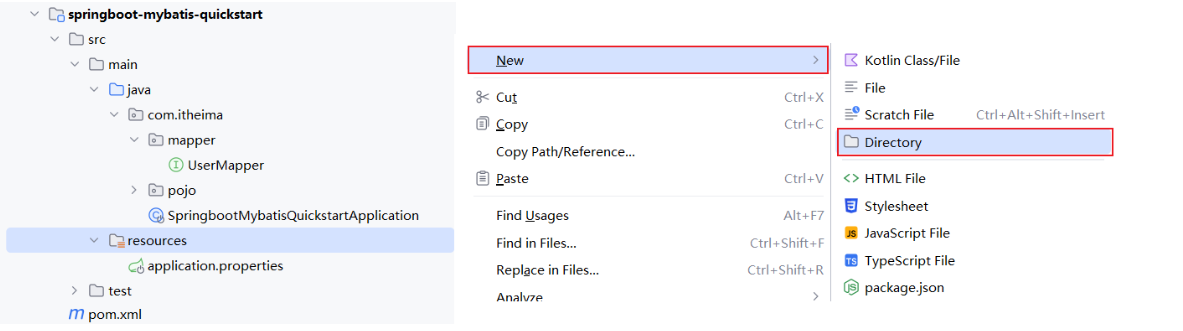 springboot-mybatis-quickstart
src
main
java
com.itheima
mapper
UserMapper
pojo
SpringbootMybatisQuickstartApplication
resources
application.properties
test
pom.xml
New
Cut Ctrl+X
Copy Ctrl+C
Copy Path/Reference...
Paste Ctrl+V
Find Usages Alt+F7
Find in Files... Ctrl+Shift+F
Replace in Files... Ctrl+Shift+R
Analyze
Kotlin Class/File
File
Scratch File Ctrl+Alt+Shift+Insert
Directory
HTML File
Stylesheet
JavaScript File
TypeScript File
package.json